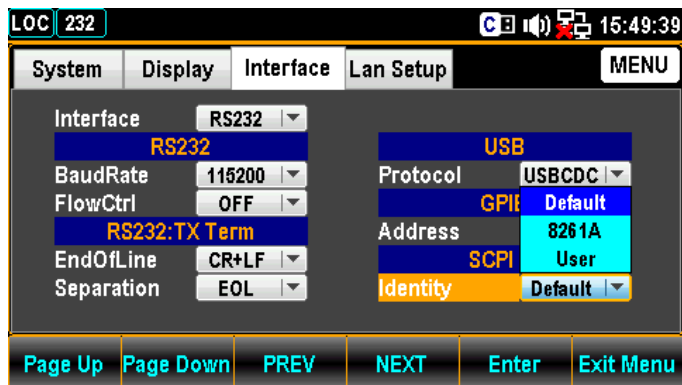 LOC 232 C 15:49:39
System Display Interface Lan Setup MENU
Interface RS232
RS232
BaudRate 115200
FlowCtrl OFF
RS232:TX Term
EndOfLine CR+LF
Separation EOL
USB
Protocol USBCDC
Default
Address 8261A
SCPI User
Identity Default
Page Up Page Down PREV NEXT Enter Exit Menu